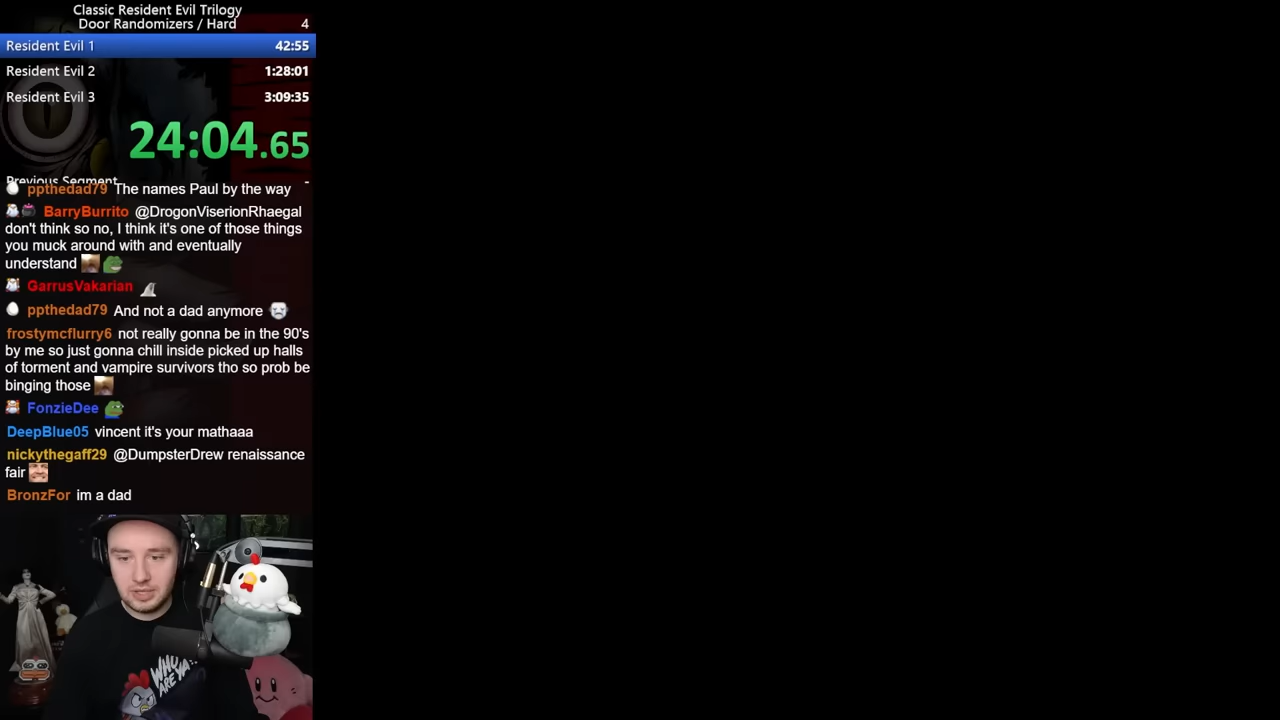 Classic Resident Evil Trilogy
Door Randomizers / Hard 4
Resident Evil 1 42:55
Resident Evil 2 1:28:01
Resident Evil 3 3:09:35
24:04.65
Previous Segment -
ppthedad79 The names Paul by the way
BarryBurrito @DrogonViserionRhaegal
don't think so no, I think it's one of those things
you muck around with and eventually
understand
GarrusVakarian
ppthedad79 And not a dad anymore
frostymcflurry6 not really gonna be in the 90's
by me so just gonna chill inside picked up halls
of torment and vampire survivors tho so prob be
binging those
FonzieDee
DeepBlue05 vincent it's your mathaaa
nickythegaff29 @DumpsterDrew renaissance
fair
BronzFor im a dad
WHO
ARE YA